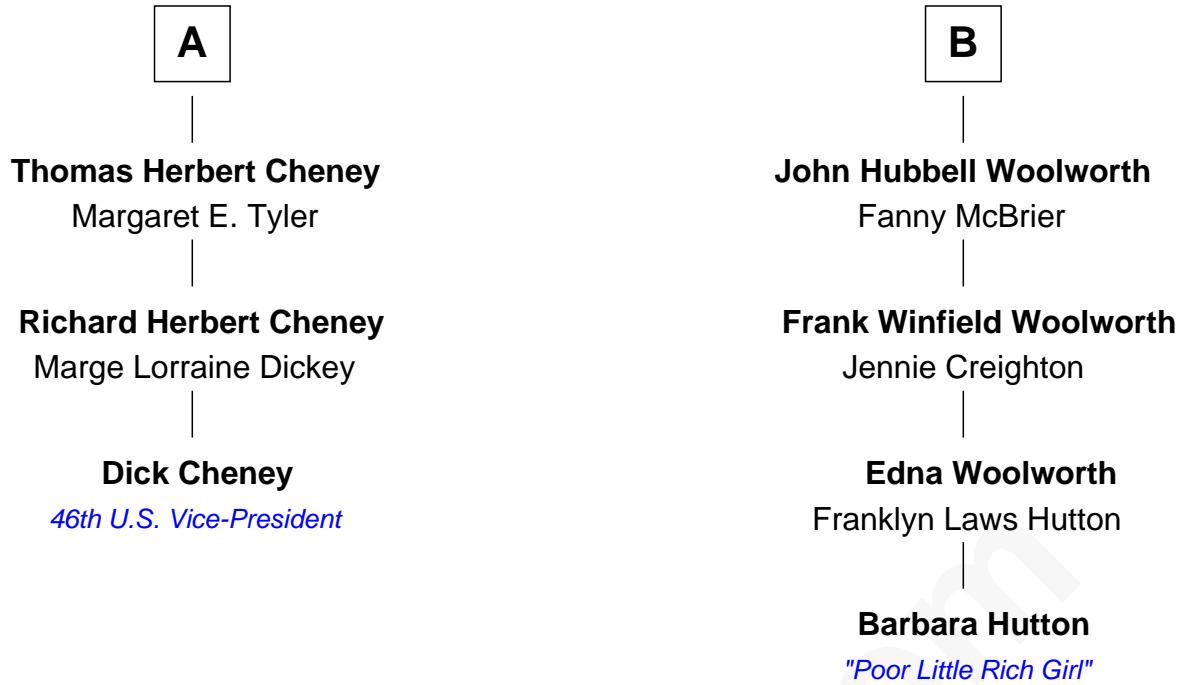 A
Thomas Herbert Cheney
Margaret E. Tyler
Richard Herbert Cheney
Marge Lorraine Dickey
Dick Cheney
46th U.S. Vice-President
B
John Hubbell Woolworth
Fanny McBrier
Frank Winfield Woolworth
Jennie Creighton
Edna Woolworth
Franklyn Laws Hutton
Barbara Hutton
"Poor Little Rich Girl"